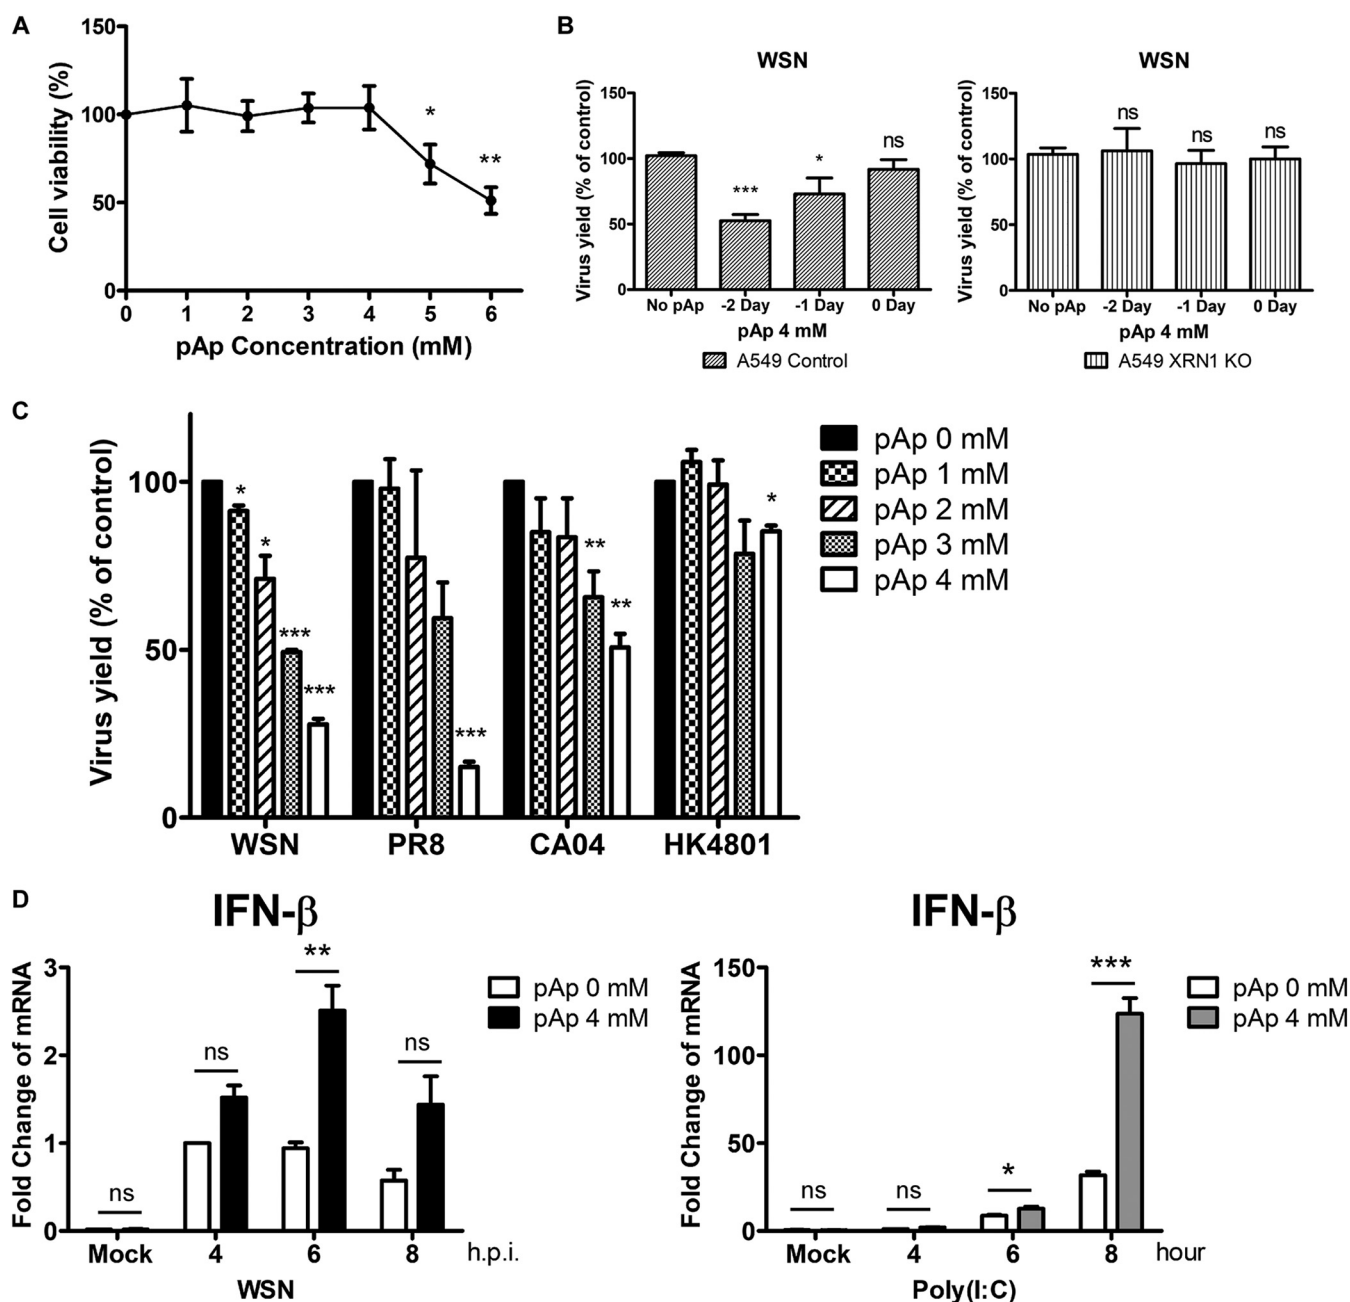 A
150
100
50
0
Cell viability (%)
*
**
0 1 2 3 4 5 6
pAp Concentration (mM)
B
WSN
150
100
50
0
Virus yield (% of control)
***
*
ns
No pAp -2 Day -1 Day 0 Day
pAp 4 mM
A549 Control
WSN
150
100
50
0
Virus yield (% of control)
ns
ns
ns
No pAp -2 Day -1 Day 0 Day
pAp 4 mM
A549 XRN1 KO
C
100
50
0
Virus yield (% of control)
*
*
***
***
***
**
**
*
WSN PR8 CA04 HK4801
pAp 0 mM
pAp 1 mM
pAp 2 mM
pAp 3 mM
pAp 4 mM
D
IFN-β
3
2
1
0
Fold Change of mRNA
ns
ns
**
ns
Mock 4 6 8 h.p.i.
WSN
pAp 0 mM
pAp 4 mM
IFN-β
150
100
50
0
Fold Change of mRNA
ns
ns
*
***
Mock 4 6 8 hour
Poly(I:C)
pAp 0 mM
pAp 4 mM